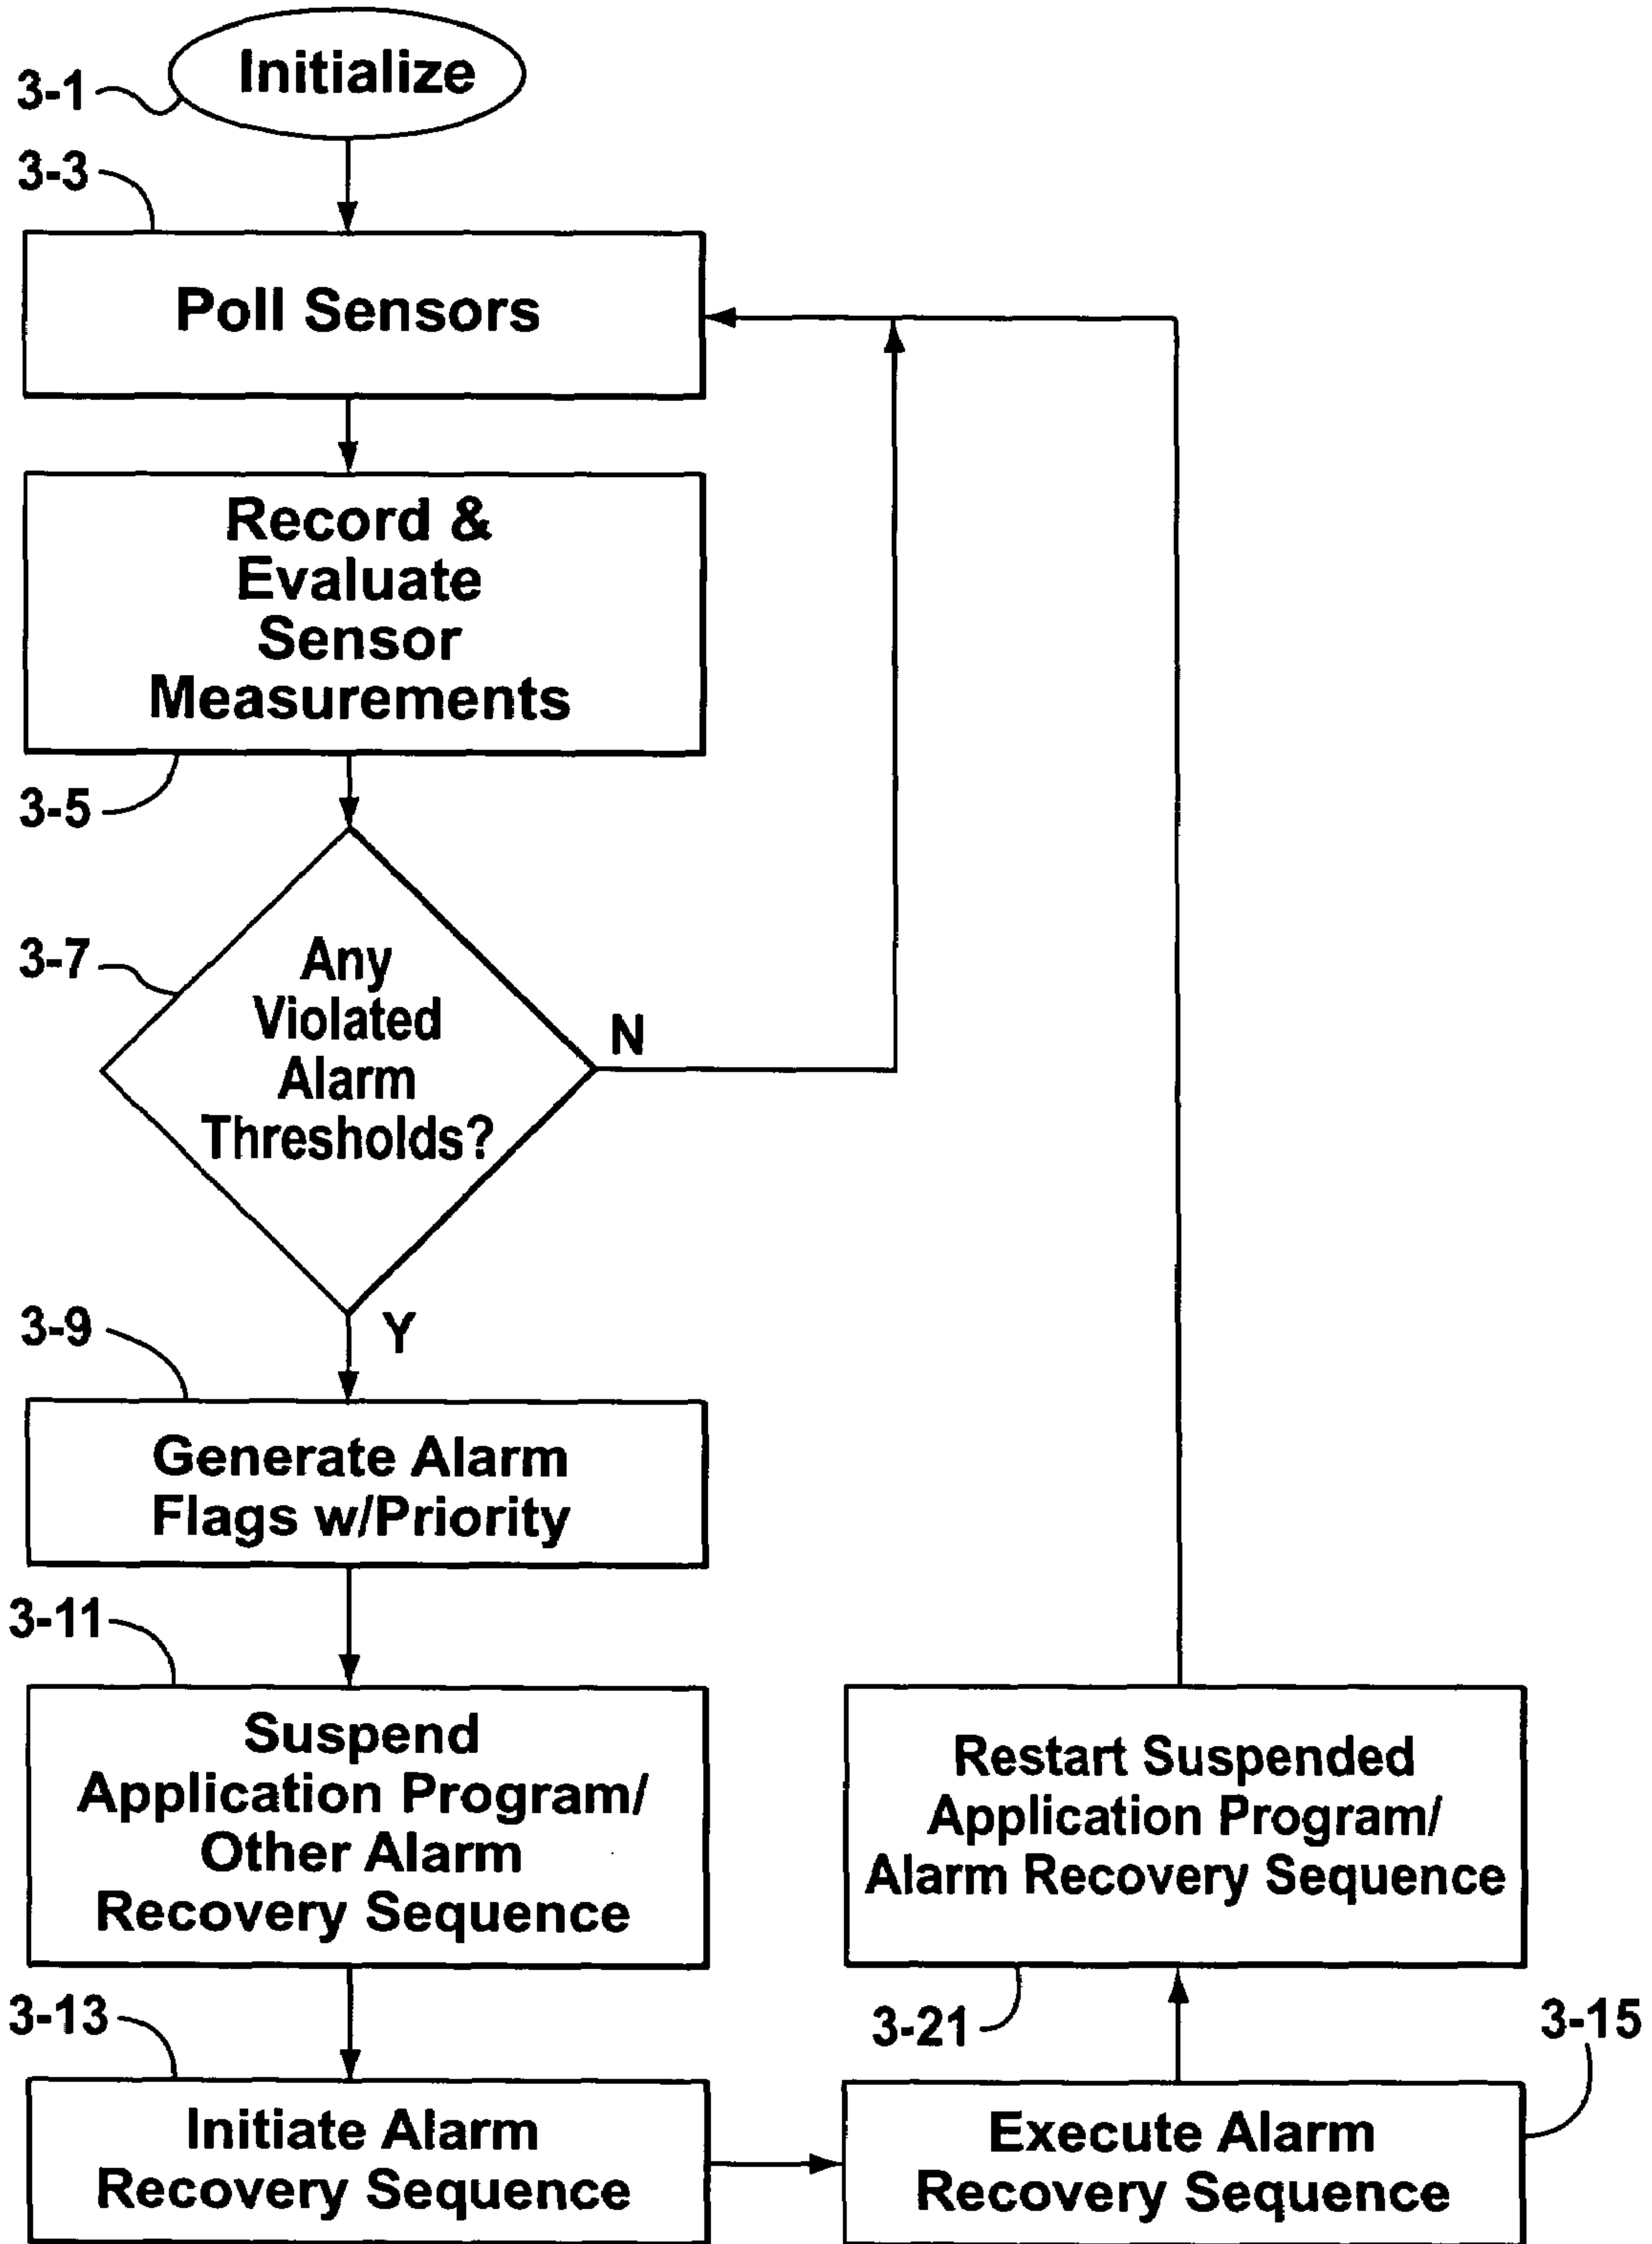 Initialize
3-1
3-3
Poll Sensors
Record &
Evaluate
Sensor
Measurements
3-5
3-7
Any
Violated
Alarm
Thresholds?
N
Y
3-9
Generate Alarm
Flags w/Priority
3-11
Suspend
Application Program/
Other Alarm
Recovery Sequence
3-13
Initiate Alarm
Recovery Sequence
3-15
Execute Alarm
Recovery Sequence
3-21
Restart Suspended
Application Program/
Alarm Recovery Sequence